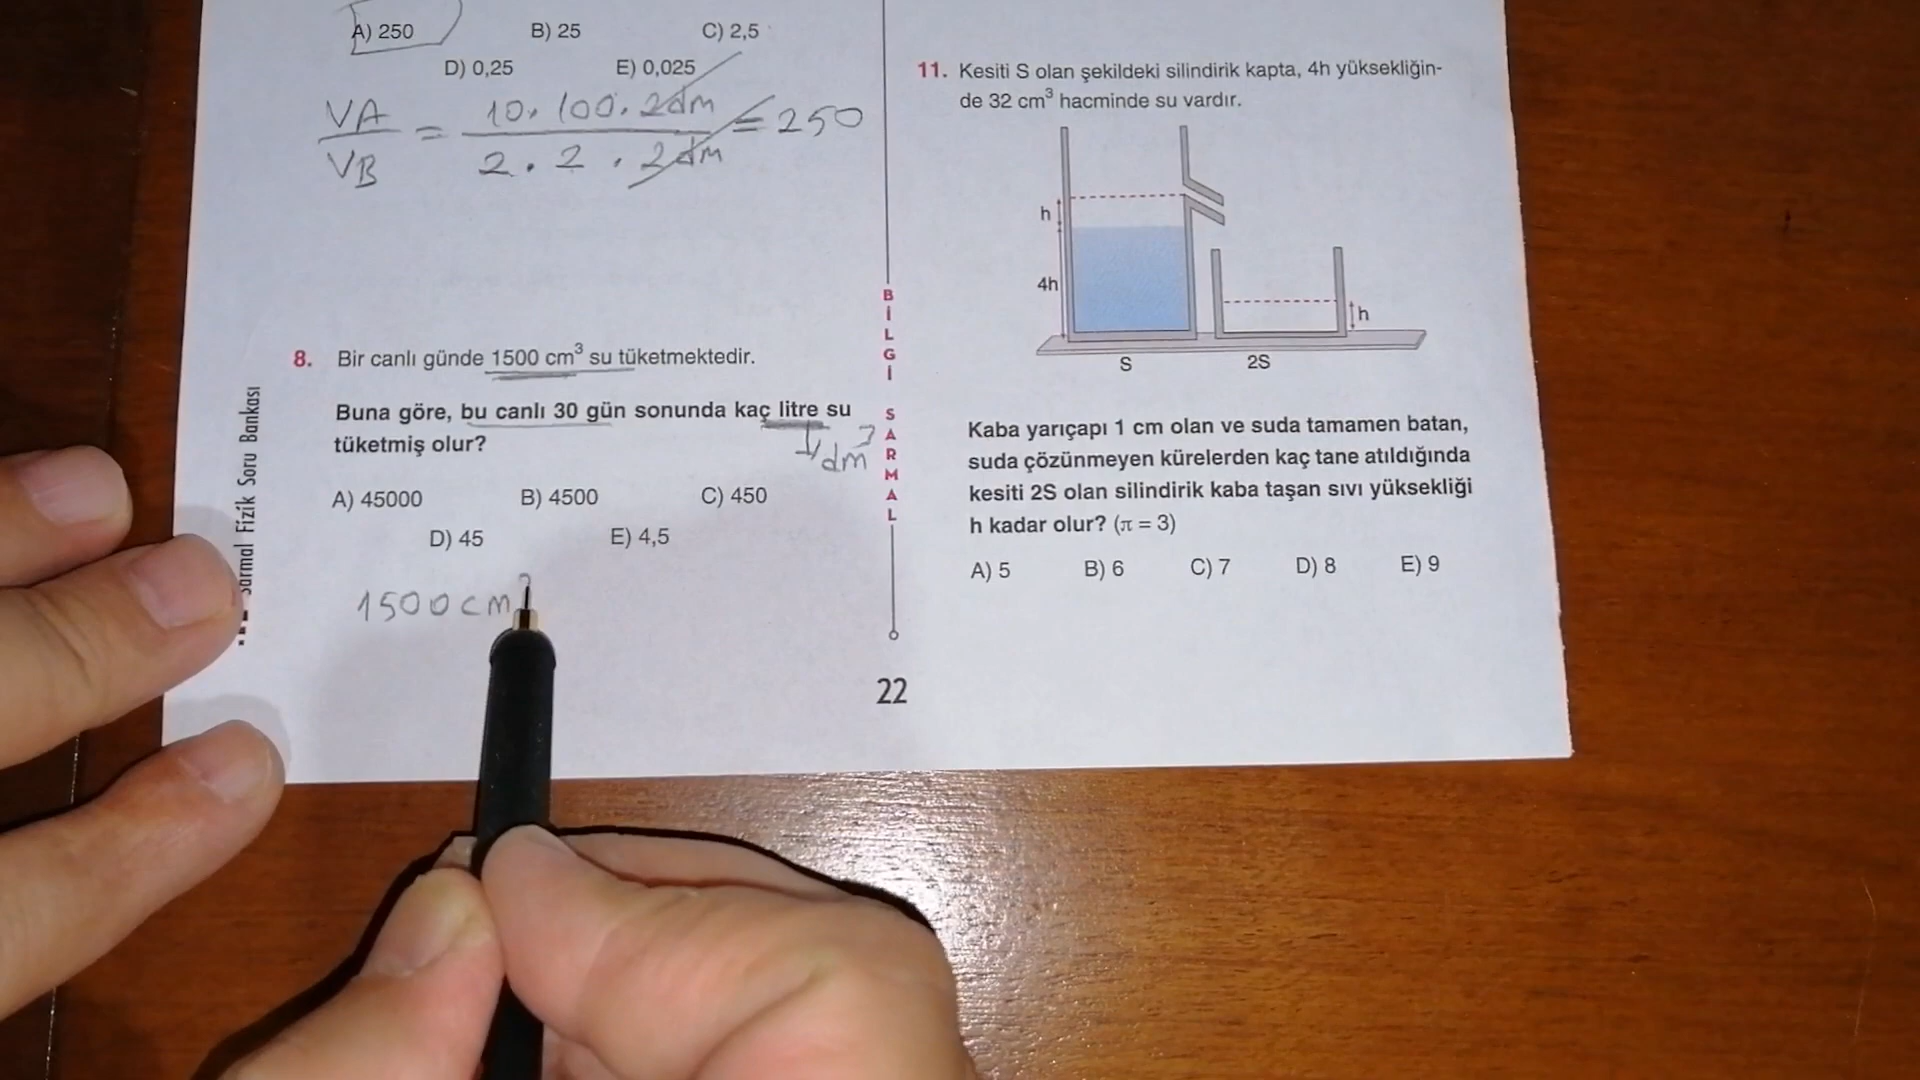 A) 250 B) 25 C) 2,5
D) 0,25 E) 0,025
VA = 10. 100. 2dm = 250
VB 2 . 2 . 2dm
8. Bir canlı günde 1500 cm³ su tüketmektedir.
Buna göre, bu canlı 30 gün sonunda kaç litre su
tüketmiş olur?
dm³
A) 45000 B) 4500 C) 450
D) 45 E) 4,5
1500 cm³
Sarmal Fizik Soru Bankası
BİLGİ SARMAL
22
11. Kesiti S olan şekildeki silindirik kapta, 4h yüksekliğin-
de 32 cm³ hacminde su vardır.
h
4h
h
S 2S
Kaba yarıçapı 1 cm olan ve suda tamamen batan,
suda çözünmeyen kürelerden kaç tane atıldığında
kesiti 2S olan silindirik kaba taşan sıvı yüksekliği
h kadar olur? (π = 3)
A) 5 B) 6 C) 7 D) 8 E) 9